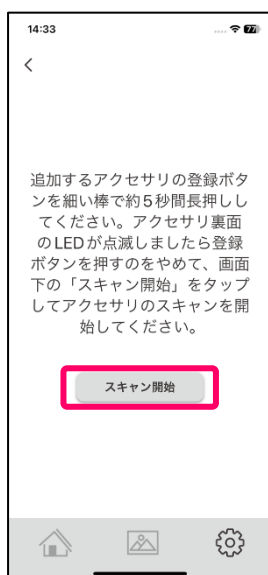 14:33
77
追加するアクセサリの登録ボタ
ンを細い棒で約5秒間長押しし
てください。アクセサリ裏面
のLEDが点滅しましたら登録
ボタンを押すのをやめて、画面
下の「スキャン開始」をタップ
してアクセサリのスキャンを開
始してください。
スキャン開始